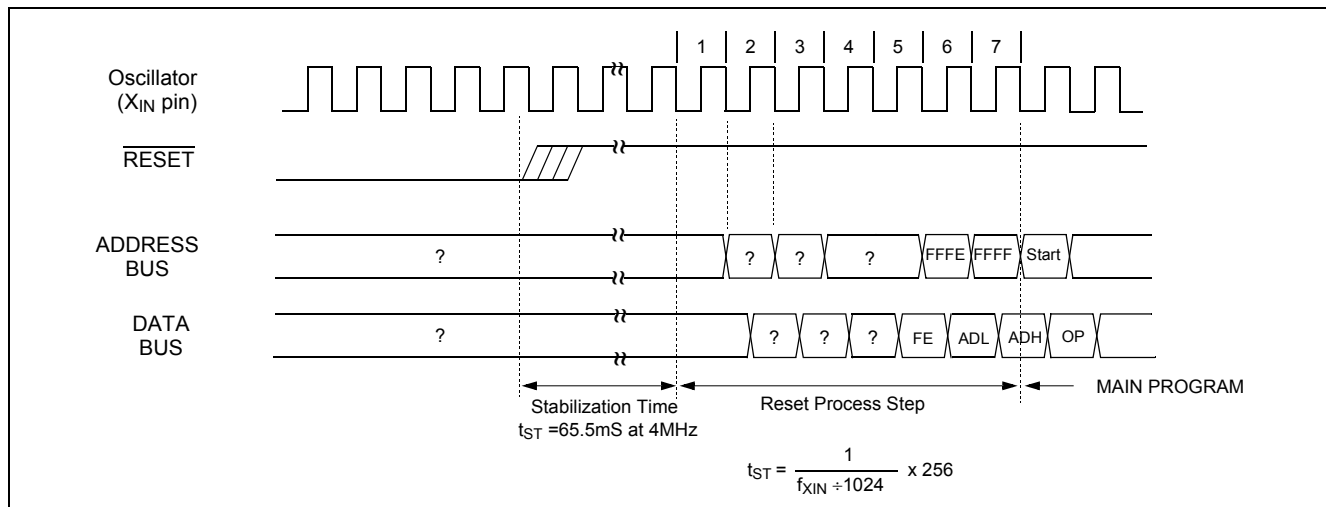 1 2 3 4 5 6 7
Oscillator
(XIN pin)
RESET
ADDRESS
BUS
? ? ? ? FFFE FFFF Start
DATA
BUS
? ? ? ? FE ADL ADH OP
MAIN PROGRAM
Stabilization Time
tST =65.5mS at 4MHz
Reset Process Step
tST = 1 / fXIN ÷1024 x 256